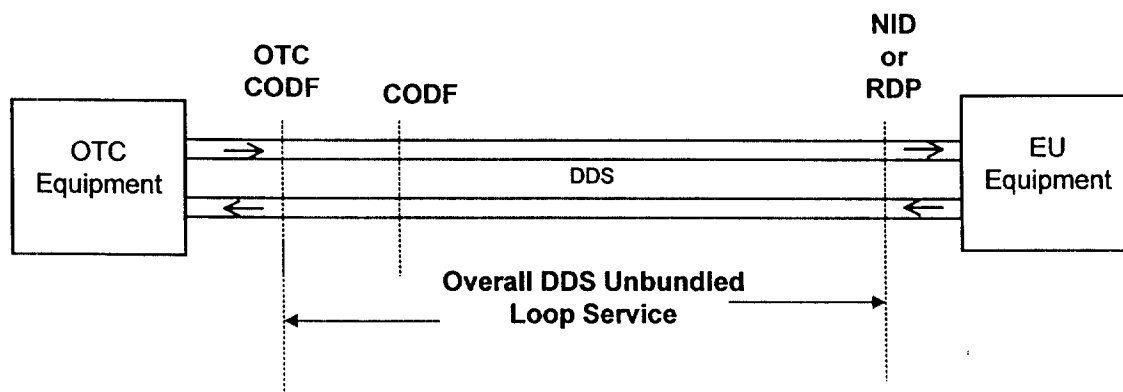 NID
or
RDP
OTC
CODF
CODF
OTC
Equipment
DDS
EU
Equipment
Overall DDS Unbundled
Loop Service